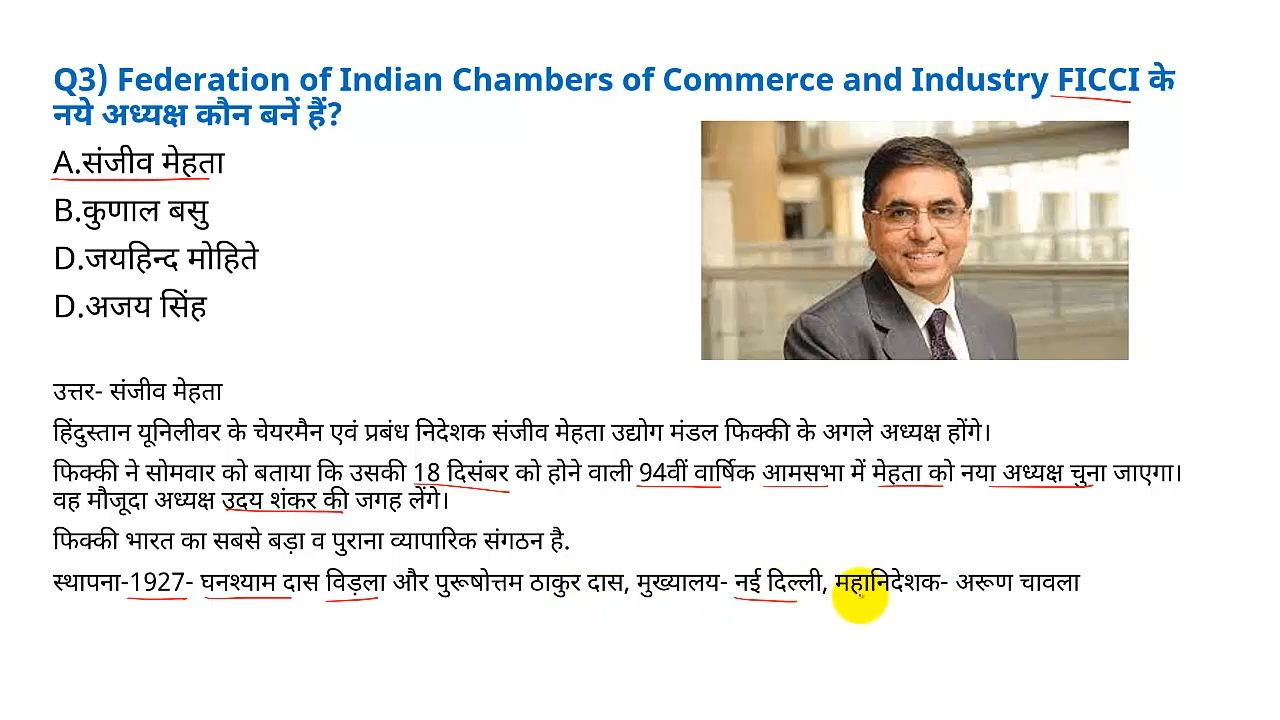 Q3) Federation of Indian Chambers of Commerce and Industry FICCI के
नये अध्यक्ष कौन बनें हैं?
A.संजीव मेहता
B.कुणाल बसु
D.जयहिन्द मोहिते
D.अजय सिंह
उत्तर- संजीव मेहता
हिंदुस्तान यूनिलीवर के चेयरमैन एवं प्रबंध निदेशक संजीव मेहता उद्योग मंडल फिक्की के अगले अध्यक्ष होंगे।
फिक्की ने सोमवार को बताया कि उसकी 18 दिसंबर को होने वाली 94वीं वार्षिक आमसभा में मेहता को नया अध्यक्ष चुना जाएगा।
वह मौजूदा अध्यक्ष उदय शंकर की जगह लेंगे।
फिक्की भारत का सबसे बड़ा व पुराना व्यापारिक संगठन है.
स्थापना-1927- घनश्याम दास विड़ला और पुरूषोत्तम ठाकुर दास, मुख्यालय- नई दिल्ली, महानिदेशक- अरूण चावला